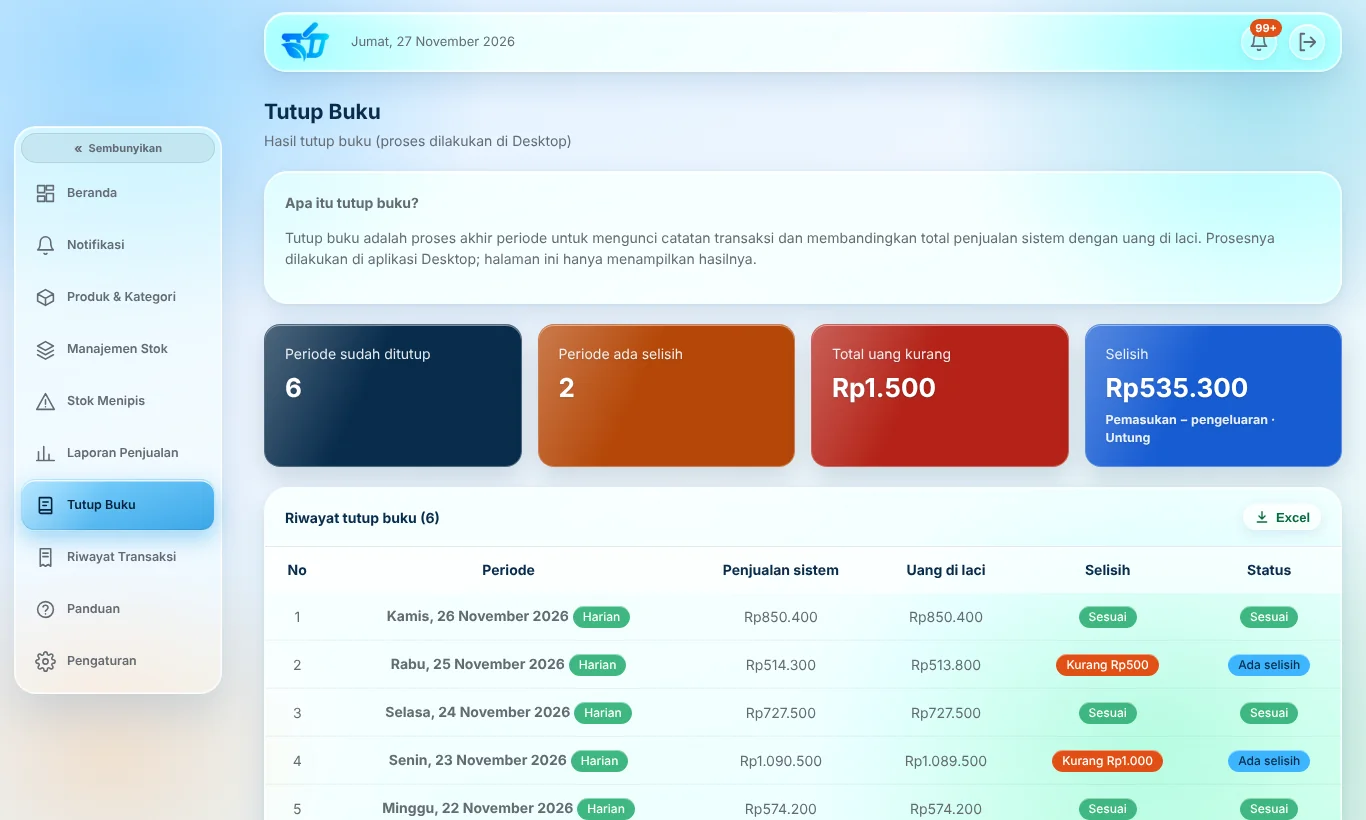 Jumat, 27 November 2026
99+
« Sembunyikan
Beranda
Notifikasi
Produk & Kategori
Manajemen Stok
Stok Menipis
Laporan Penjualan
Tutup Buku
Riwayat Transaksi
Panduan
Pengaturan
Tutup Buku
Hasil tutup buku (proses dilakukan di Desktop)
Apa itu tutup buku?
Tutup buku adalah proses akhir periode untuk mengunci catatan transaksi dan membandingkan total penjualan sistem dengan uang di laci. Prosesnya
dilakukan di aplikasi Desktop; halaman ini hanya menampilkan hasilnya.
Periode sudah ditutup
6
Periode ada selisih
2
Total uang kurang
Rp1.500
Selisih
Rp535.300
Pemasukan − pengeluaran ·
Untung
Riwayat tutup buku (6)
Excel
No Periode Penjualan sistem Uang di laci Selisih Status
1 Kamis, 26 November 2026 Harian Rp850.400 Rp850.400 Sesuai Sesuai
2 Rabu, 25 November 2026 Harian Rp514.300 Rp513.800 Kurang Rp500 Ada selisih
3 Selasa, 24 November 2026 Harian Rp727.500 Rp727.500 Sesuai Sesuai
4 Senin, 23 November 2026 Harian Rp1.090.500 Rp1.089.500 Kurang Rp1.000 Ada selisih
5 Minggu, 22 November 2026 Harian Rp574.200 Rp574.200 Sesuai Sesuai